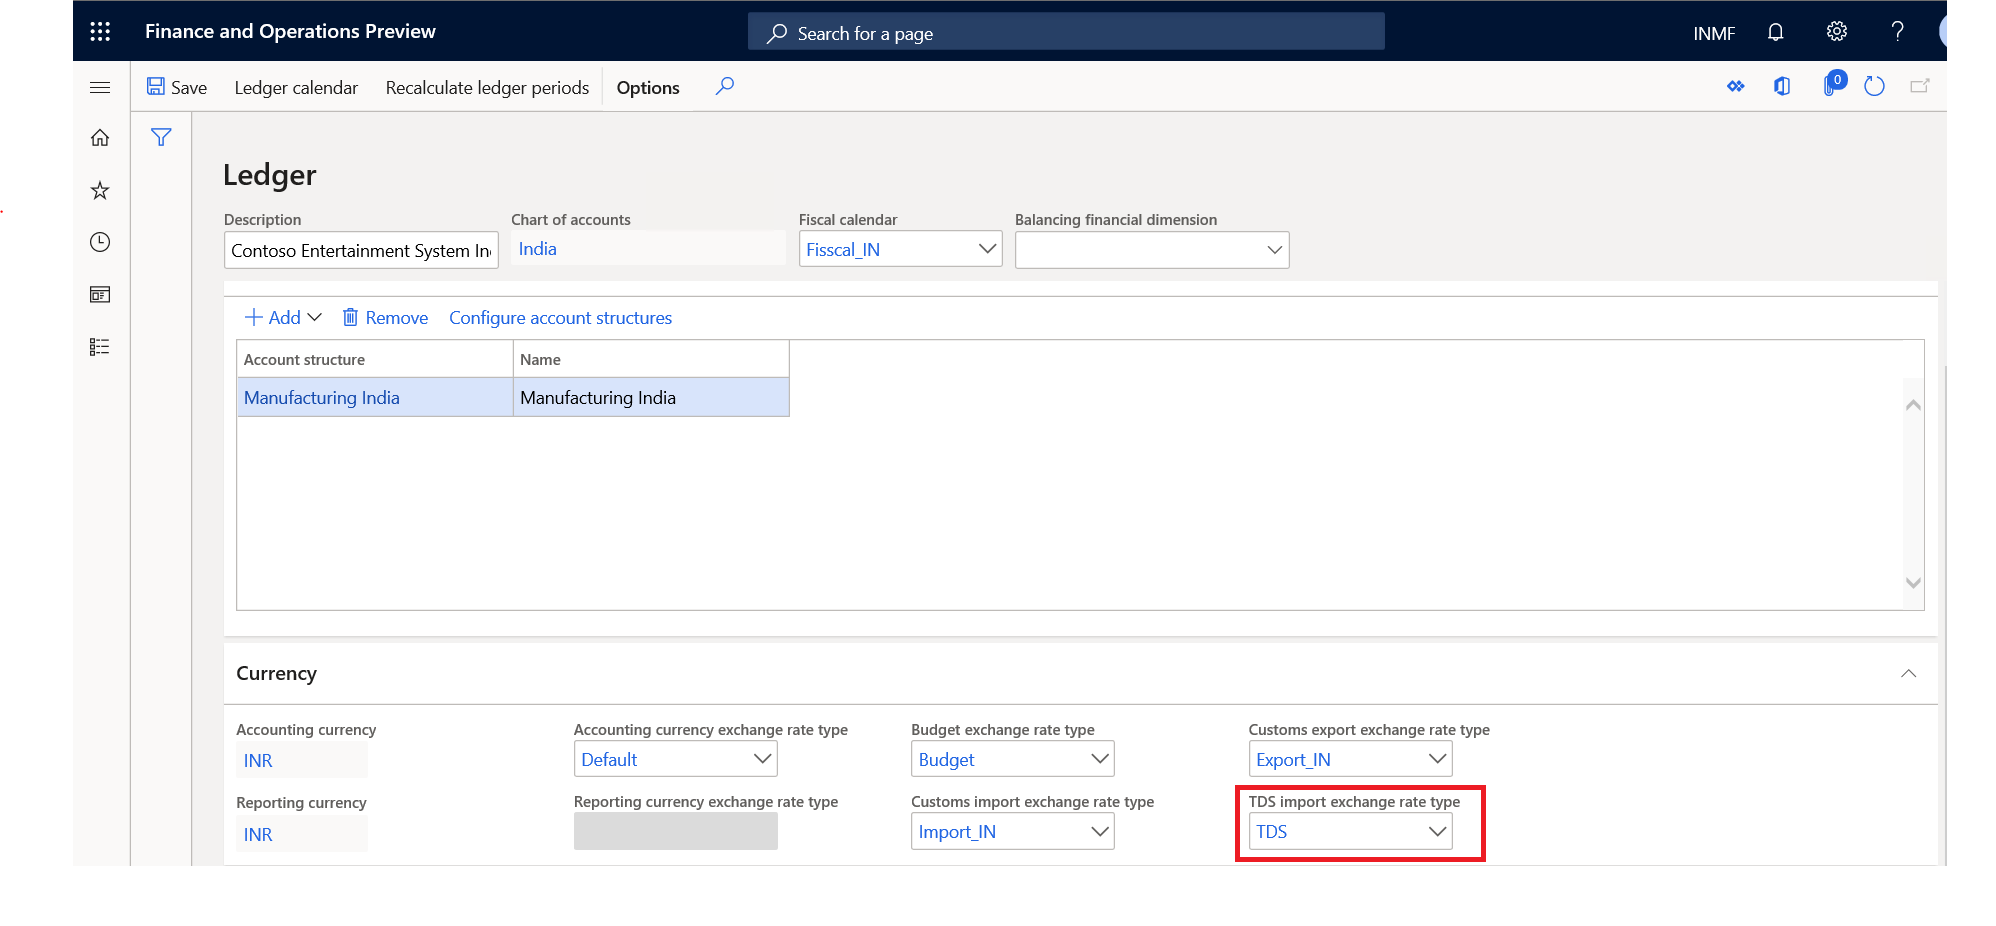 Finance and Operations Preview
Search for a page
INMF
?
Save
Ledger calendar
Recalculate ledger periods
Options
0
Ledger
Description
Chart of accounts
Fiscal calendar
Balancing financial dimension
Contoso Entertainment System In
India
Fisscal_IN
Add
Remove
Configure account structures
Account structure
Name
Manufacturing India
Manufacturing India
Currency
Accounting currency
Accounting currency exchange rate type
Budget exchange rate type
Customs export exchange rate type
INR
Default
Budget
Export_IN
Reporting currency
Reporting currency exchange rate type
Customs import exchange rate type
TDS import exchange rate type
INR
Import_IN
TDS